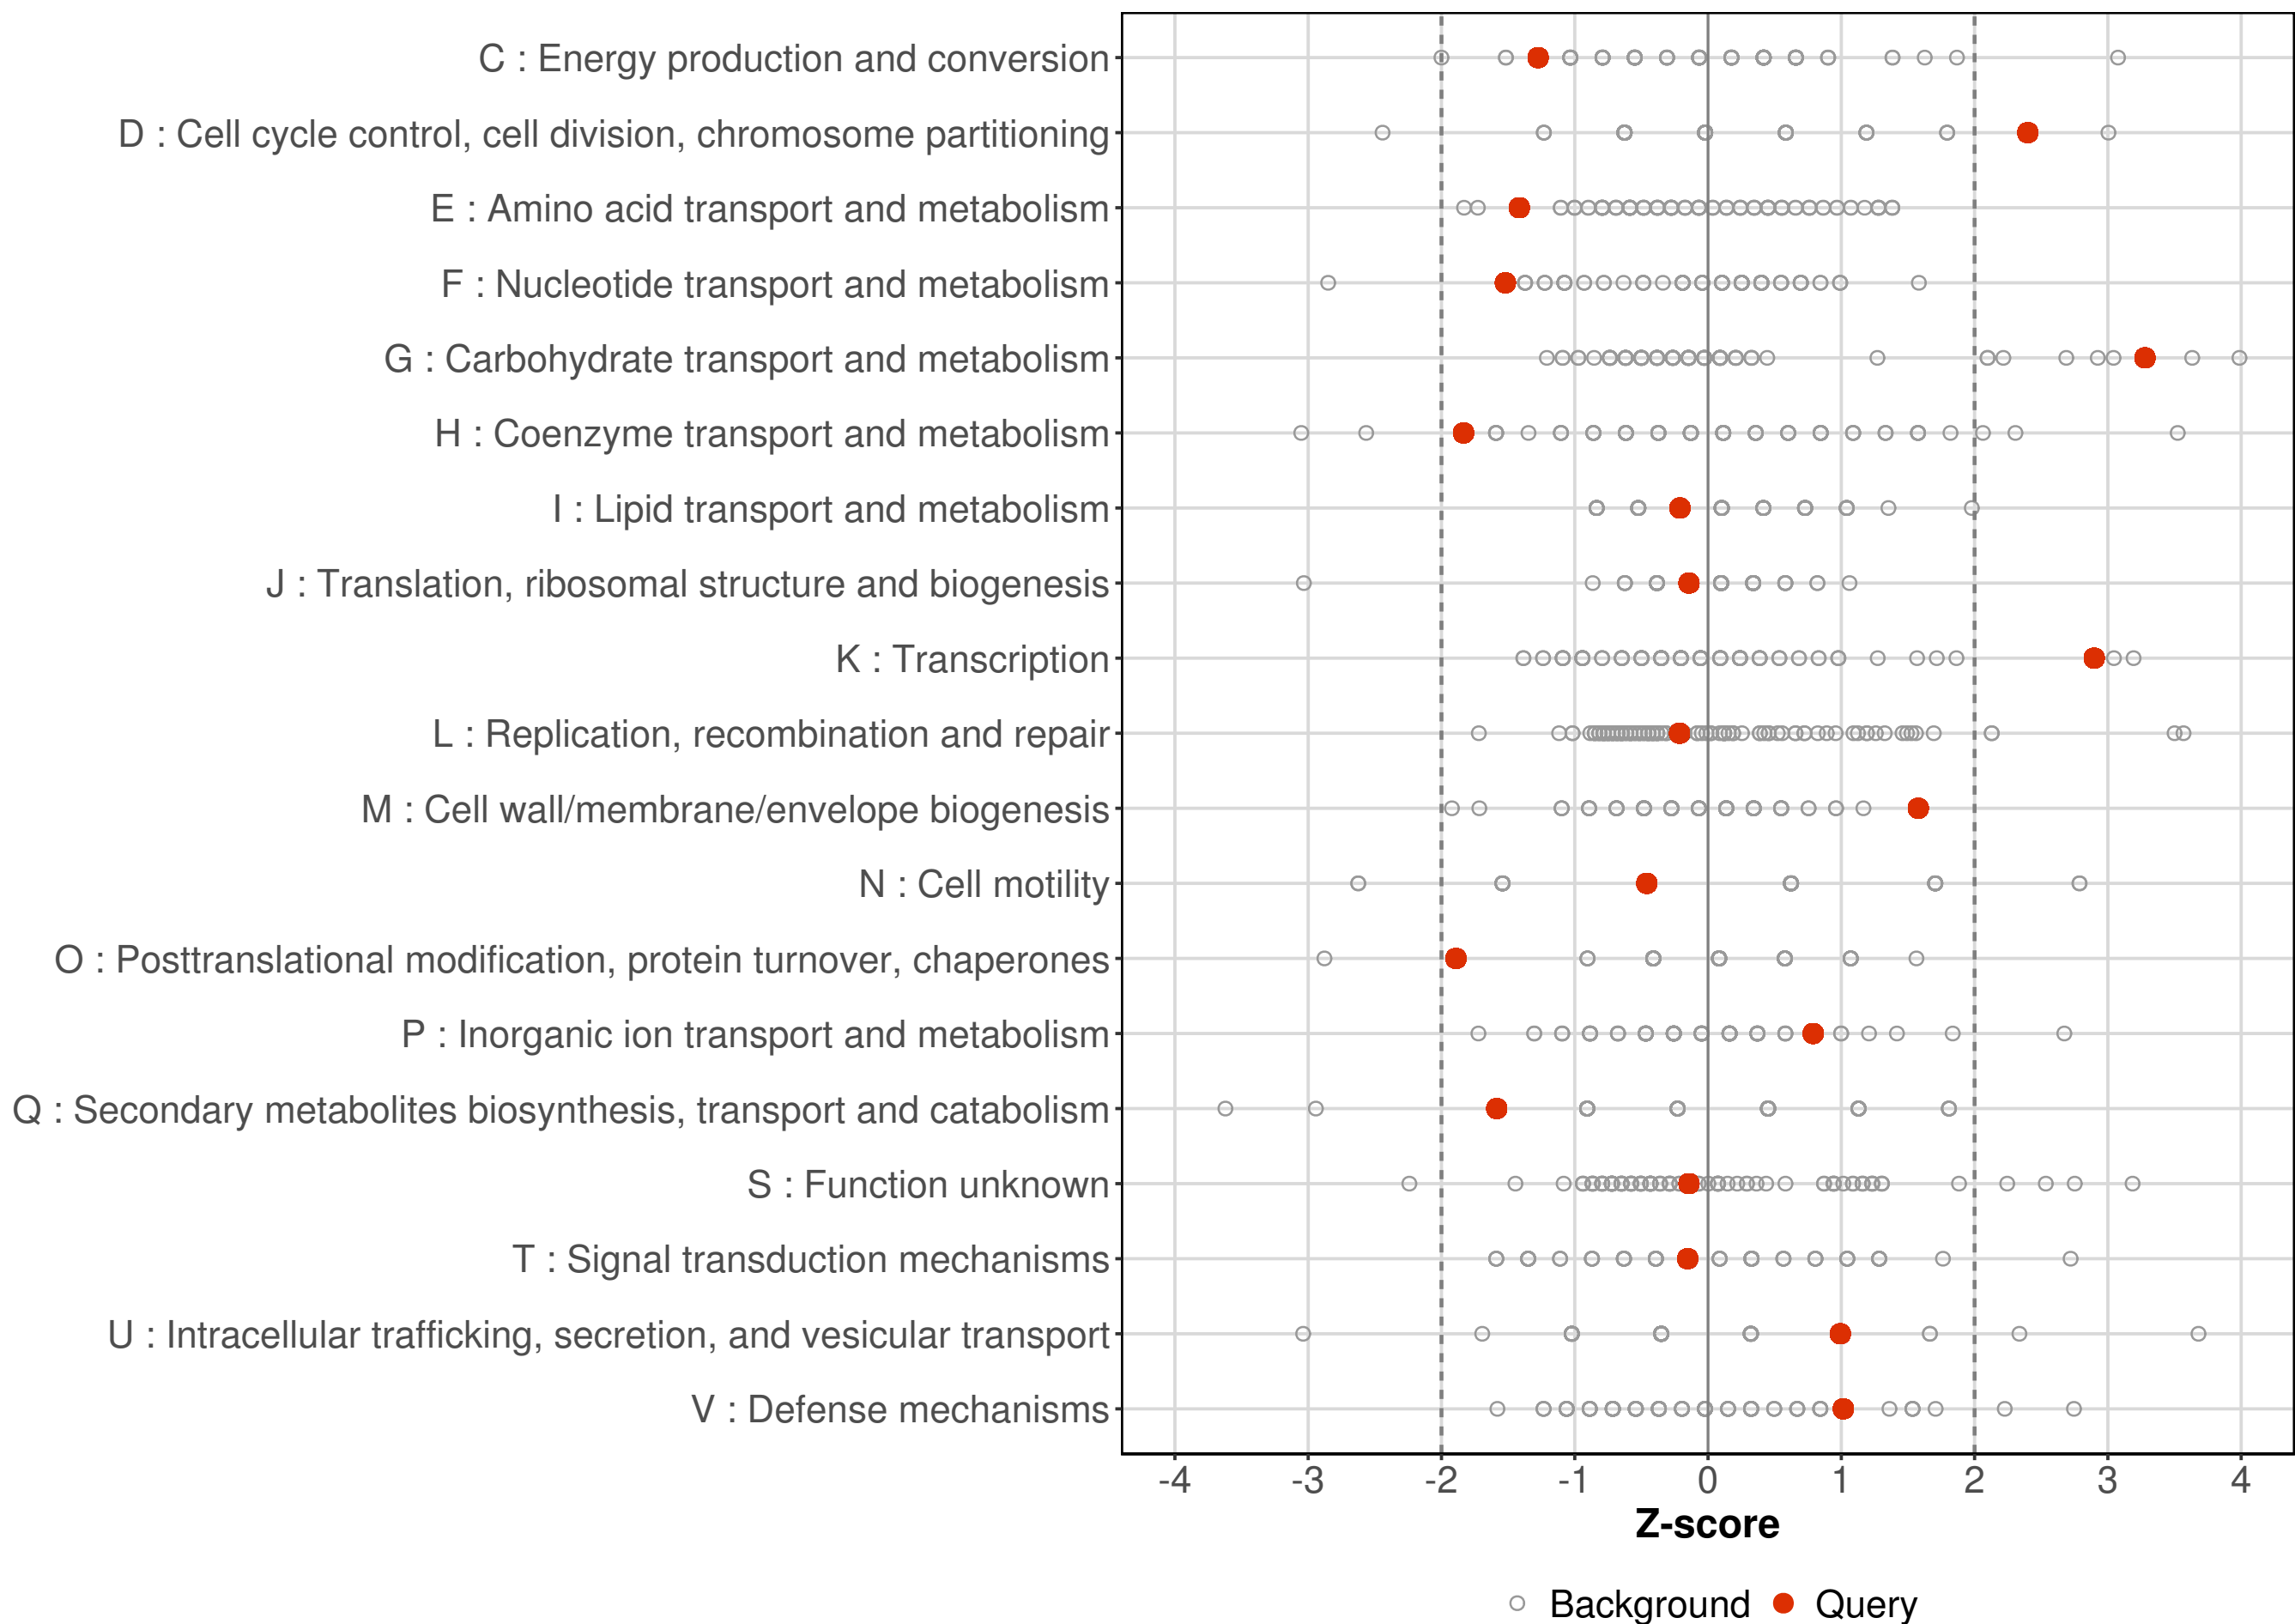 C : Energy production and conversion
D : Cell cycle control, cell division, chromosome partitioning
E : Amino acid transport and metabolism
F : Nucleotide transport and metabolism
G : Carbohydrate transport and metabolism
H : Coenzyme transport and metabolism
I : Lipid transport and metabolism
J : Translation, ribosomal structure and biogenesis
K : Transcription
L : Replication, recombination and repair
M : Cell wall/membrane/envelope biogenesis
N : Cell motility
O : Posttranslational modification, protein turnover, chaperones
P : Inorganic ion transport and metabolism
Q : Secondary metabolites biosynthesis, transport and catabolism
S : Function unknown
T : Signal transduction mechanisms
U : Intracellular trafficking, secretion, and vesicular transport
V : Defense mechanisms
-4 -3 -2 -1 0 1 2 3 4
Z-score
Background Query